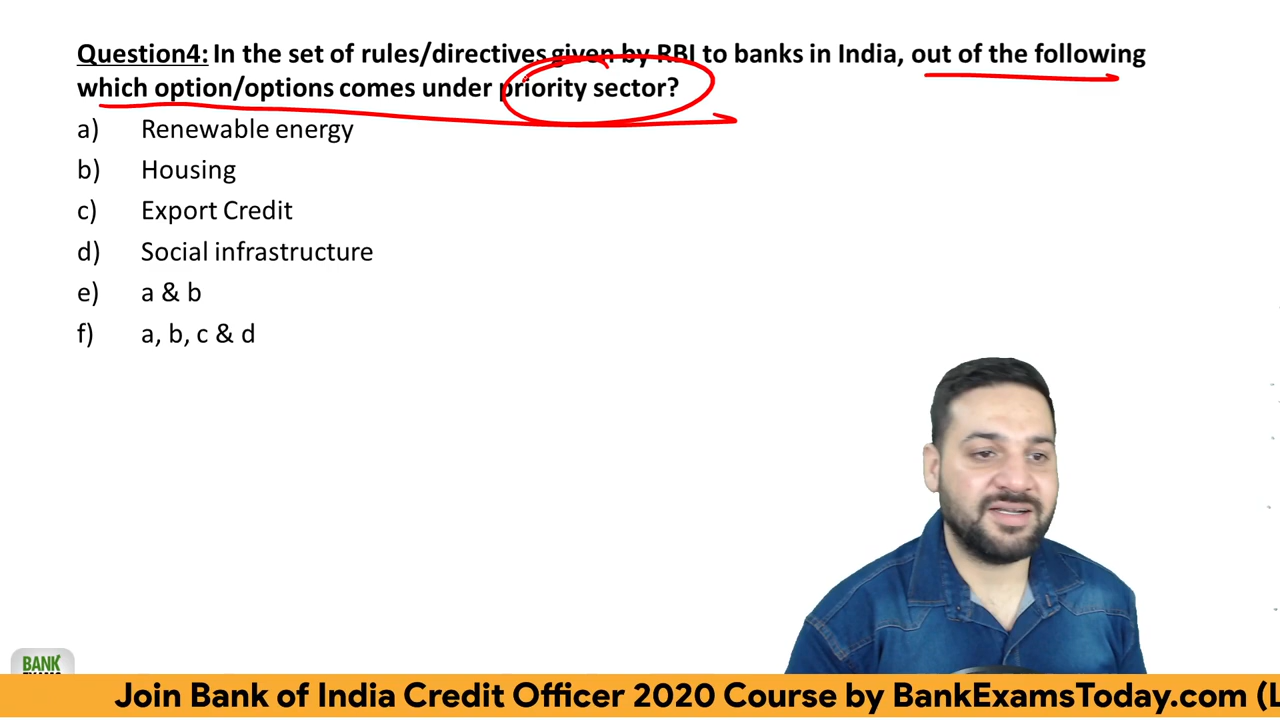 Question4: In the set of rules/directives given by RBI to banks in India, out of the following
which option/options comes under priority sector?
a) Renewable energy
b) Housing
c) Export Credit
d) Social infrastructure
e) a & b
f) a, b, c & d
BANK
Join Bank of India Credit Officer 2020 Course by BankExamsToday.com (L